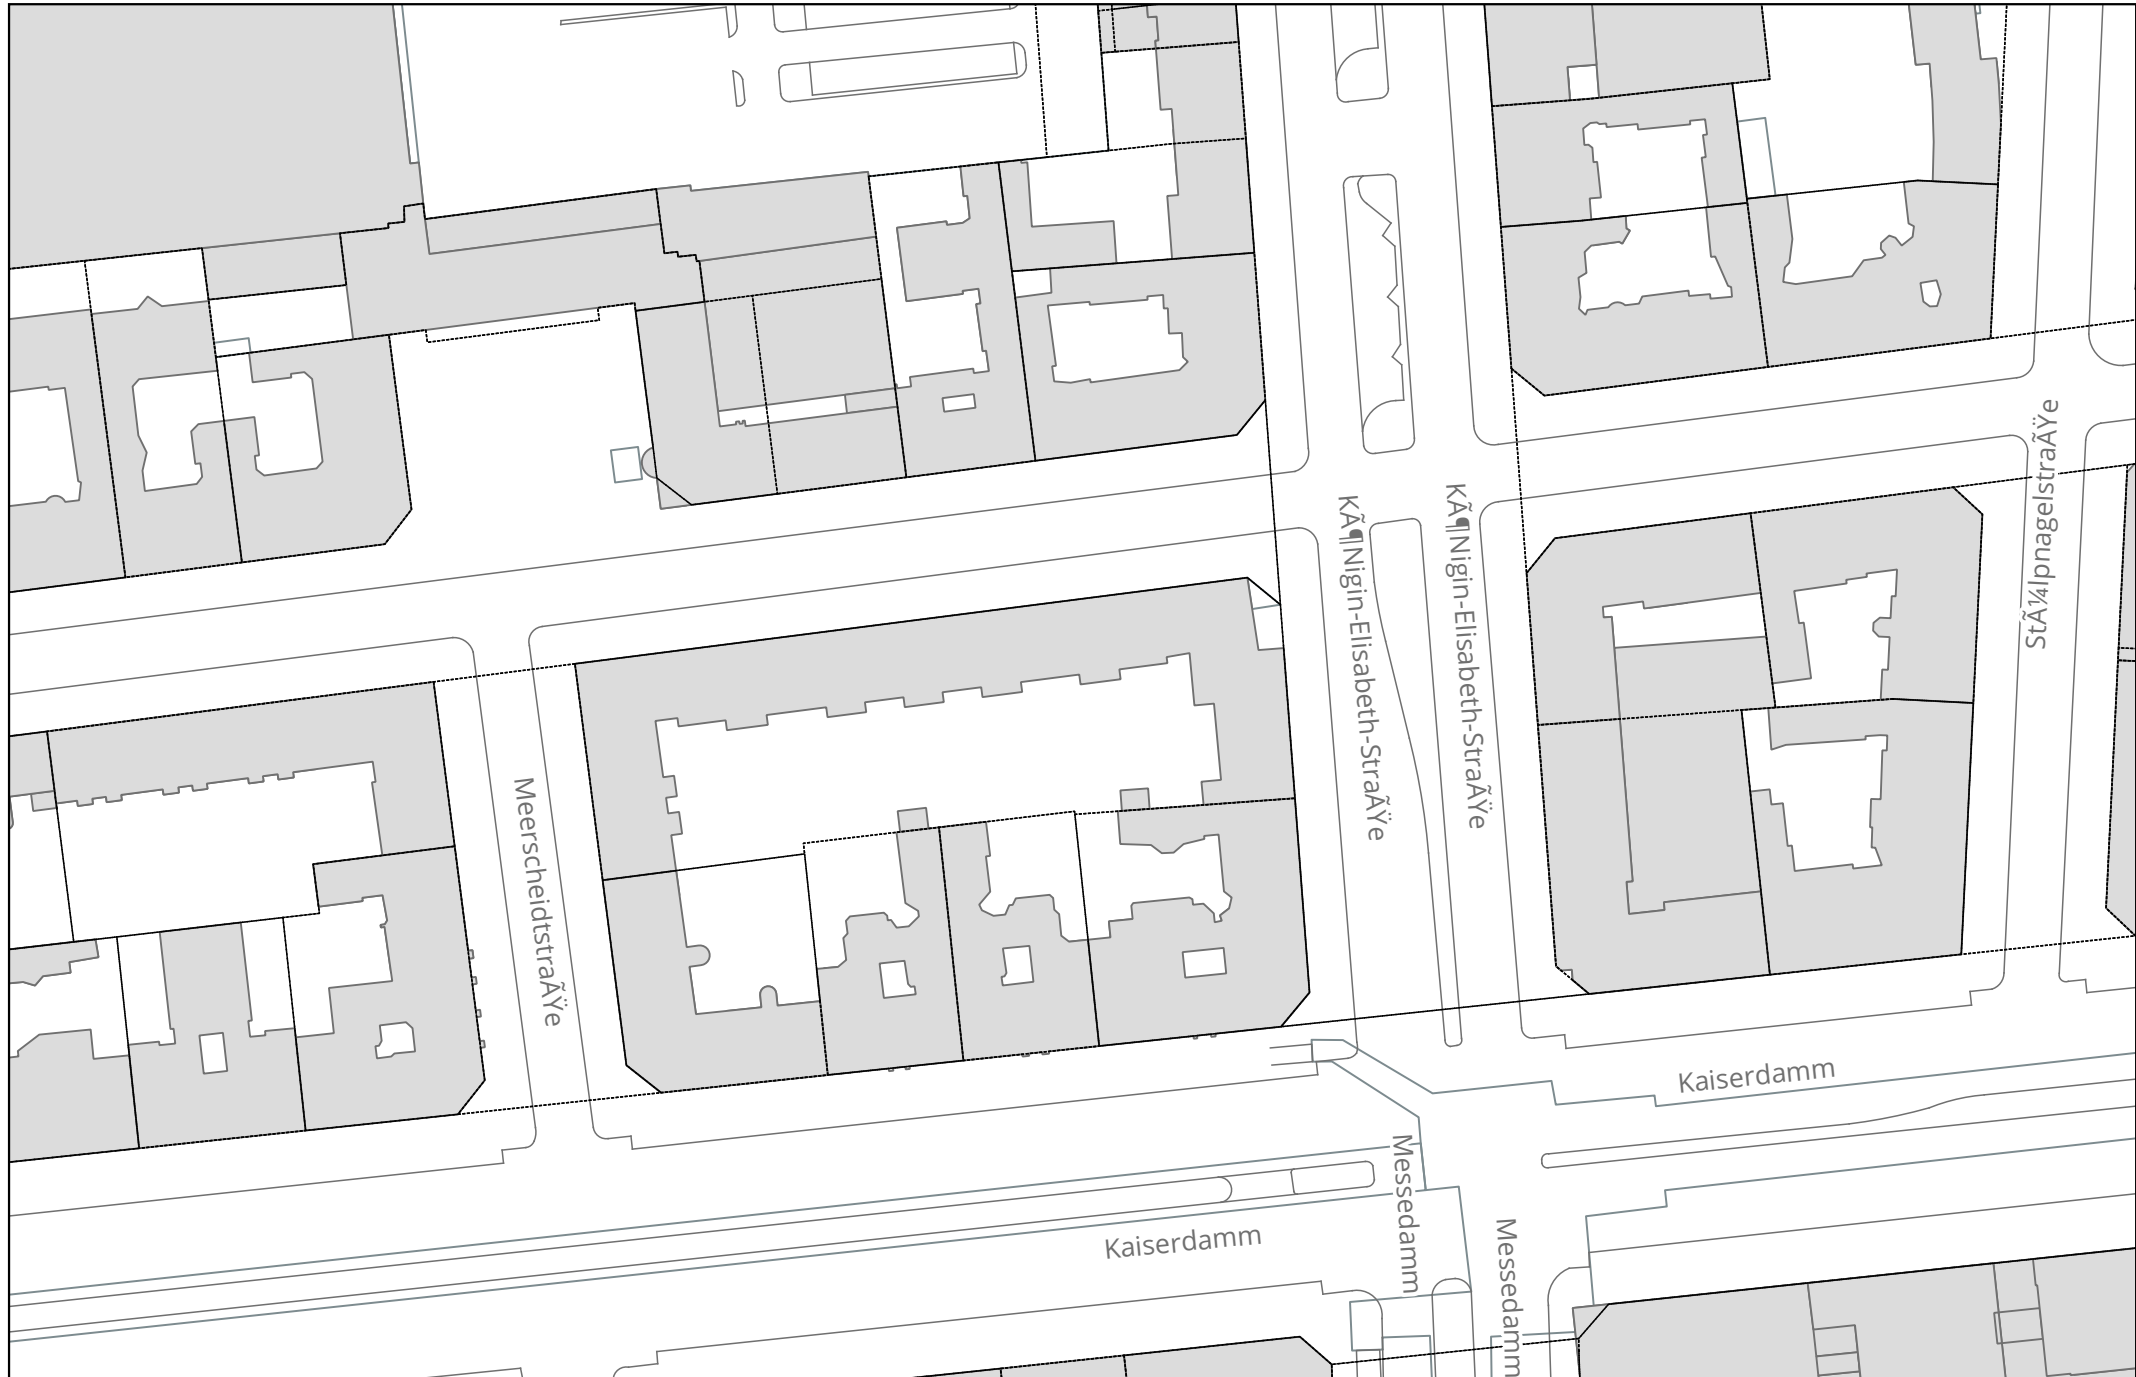 StÃ¼lpnagelstraÃŸe
KÃ¶Nigin-Elisabeth-StraÃŸe
KÃ¶Nigin-Elisabeth-StraÃŸe
MeerscheidtstraÃŸe
Kaiserdamm
Messedamm
Kaiserdamm
Messedamm